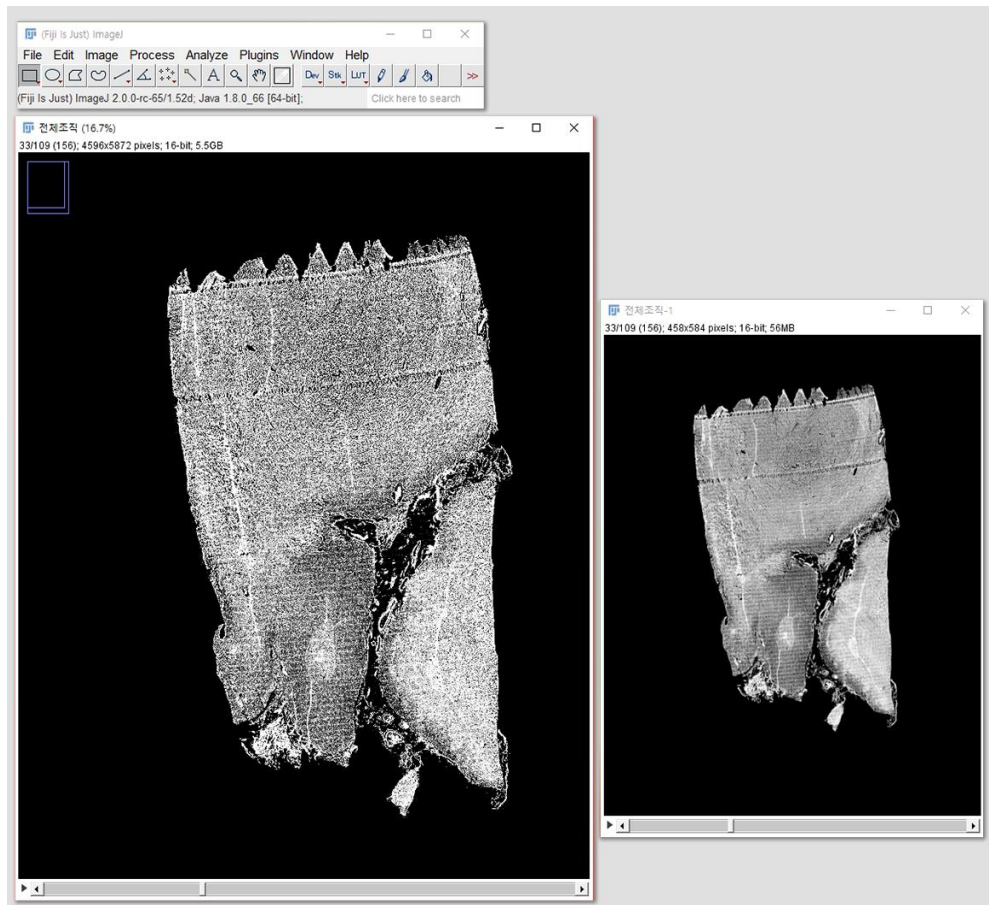 (Fiji Is Just) ImageJ
File Edit Image Process Analyze Plugins Window Help
Dev Stk LUT
>>
(Fiji Is Just) ImageJ 2.0.0-rc-65/1.52d; Java 1.8.0_66 [64-bit];
Click here to search
전체조직 (16.7%)
33/109 (156); 4596x5872 pixels; 16-bit; 5.5GB
전체조직-1
33/109 (156); 458x584 pixels; 16-bit; 56MB